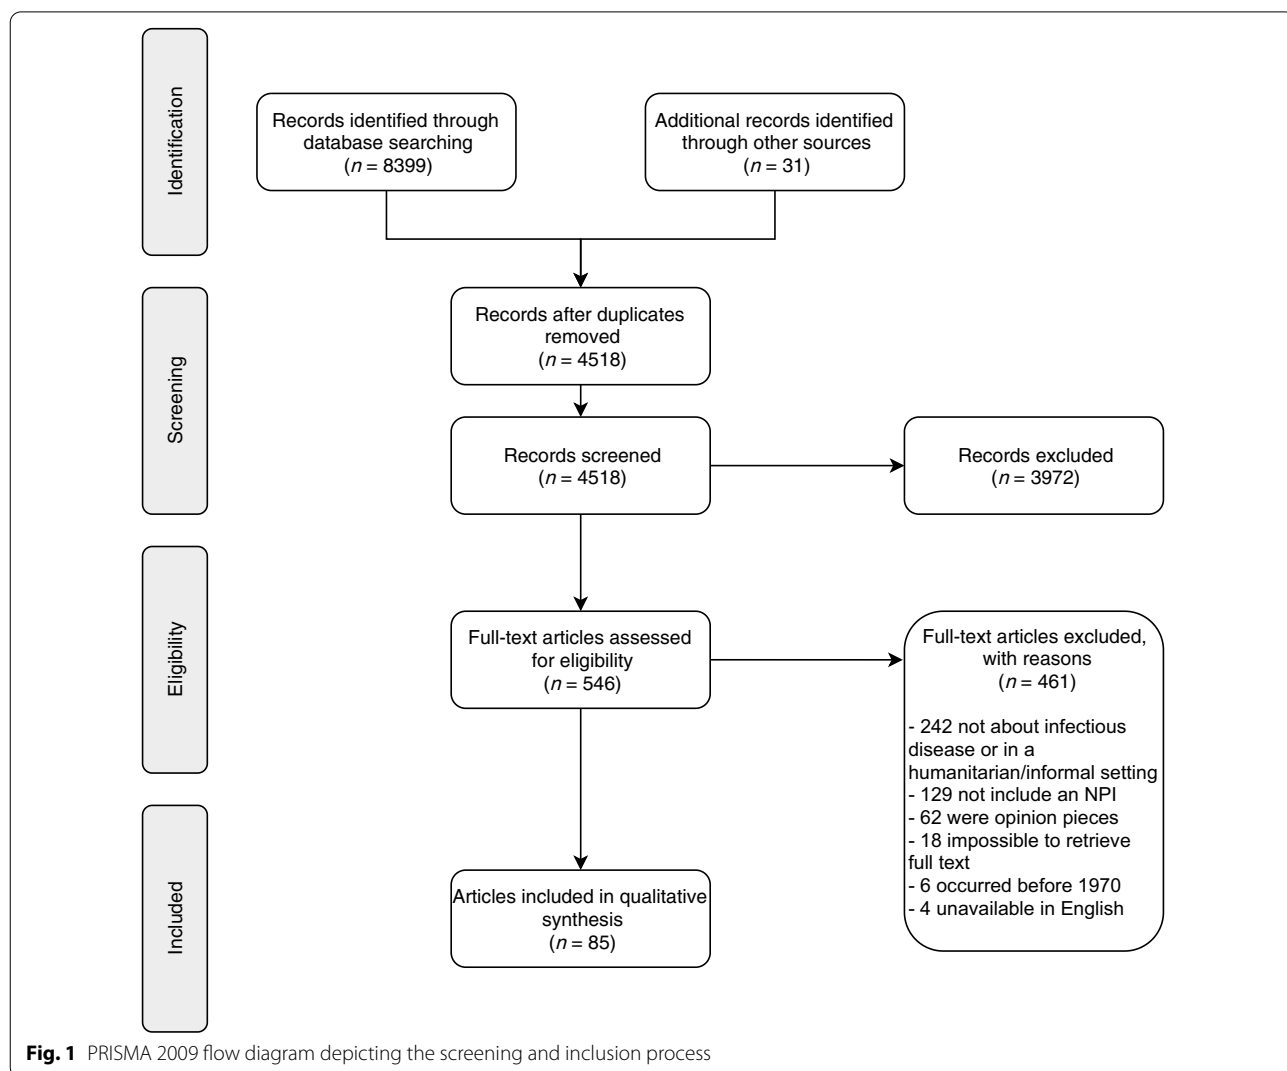 Identification
Records identified through
database searching
(n = 8399)
Additional records identified
through other sources
(n = 31)
Screening
Records after duplicates
removed
(n = 4518)
Records screened
(n = 4518)
Records excluded
(n = 3972)
Eligibility
Full-text articles assessed
for eligibility
(n = 546)
Full-text articles excluded,
with reasons
(n = 461)
- 242 not about infectious
disease or in a
humanitarian/informal setting
- 129 not include an NPI
- 62 were opinion pieces
- 18 impossible to retrieve
full text
- 6 occurred before 1970
- 4 unavailable in English
Included
Articles included in qualitative
synthesis
(n = 85)
Fig. 1 PRISMA 2009 flow diagram depicting the screening and inclusion process